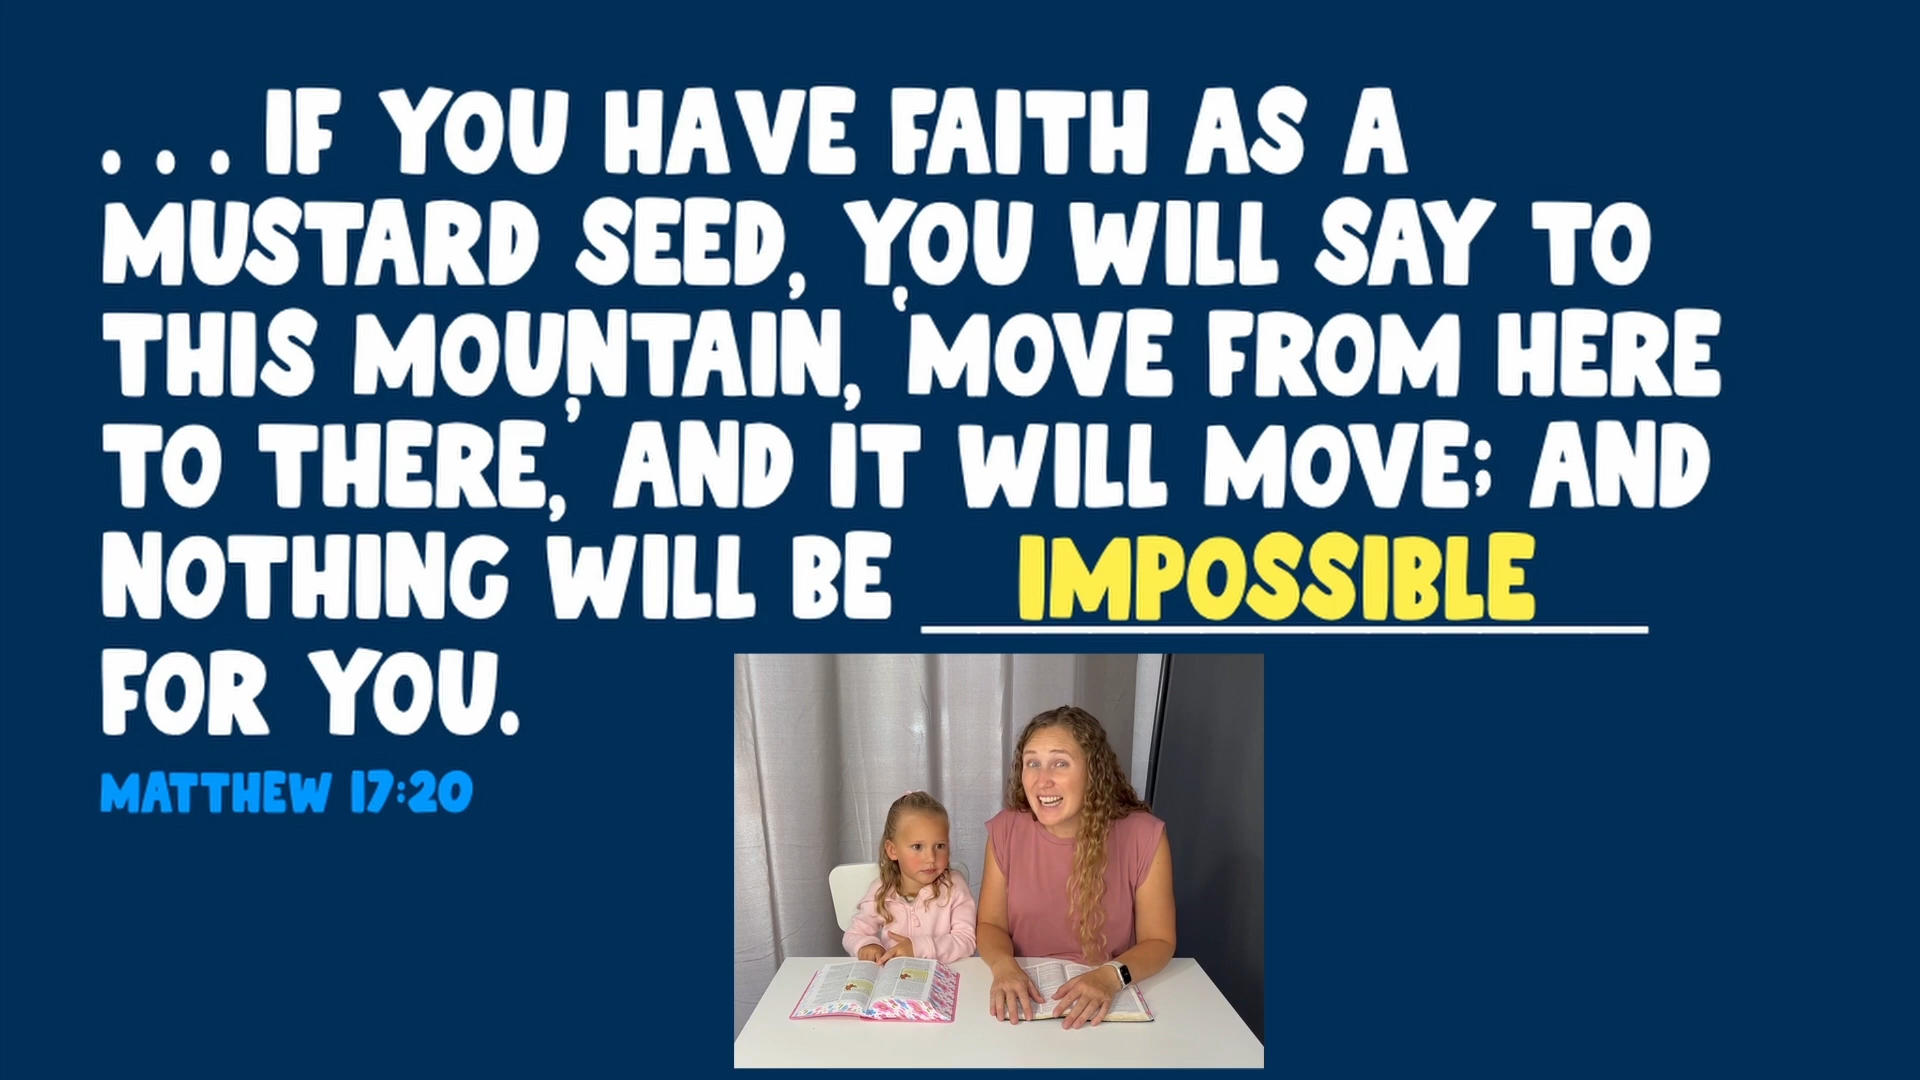 . . . IF YOU HAVE FAITH AS A
MUSTARD SEED, YOU WILL SAY TO
THIS MOUNTAIN, 'MOVE FROM HERE
TO THERE,' AND IT WILL MOVE; AND
NOTHING WILL BE IMPOSSIBLE
FOR YOU.
MATTHEW 17:20